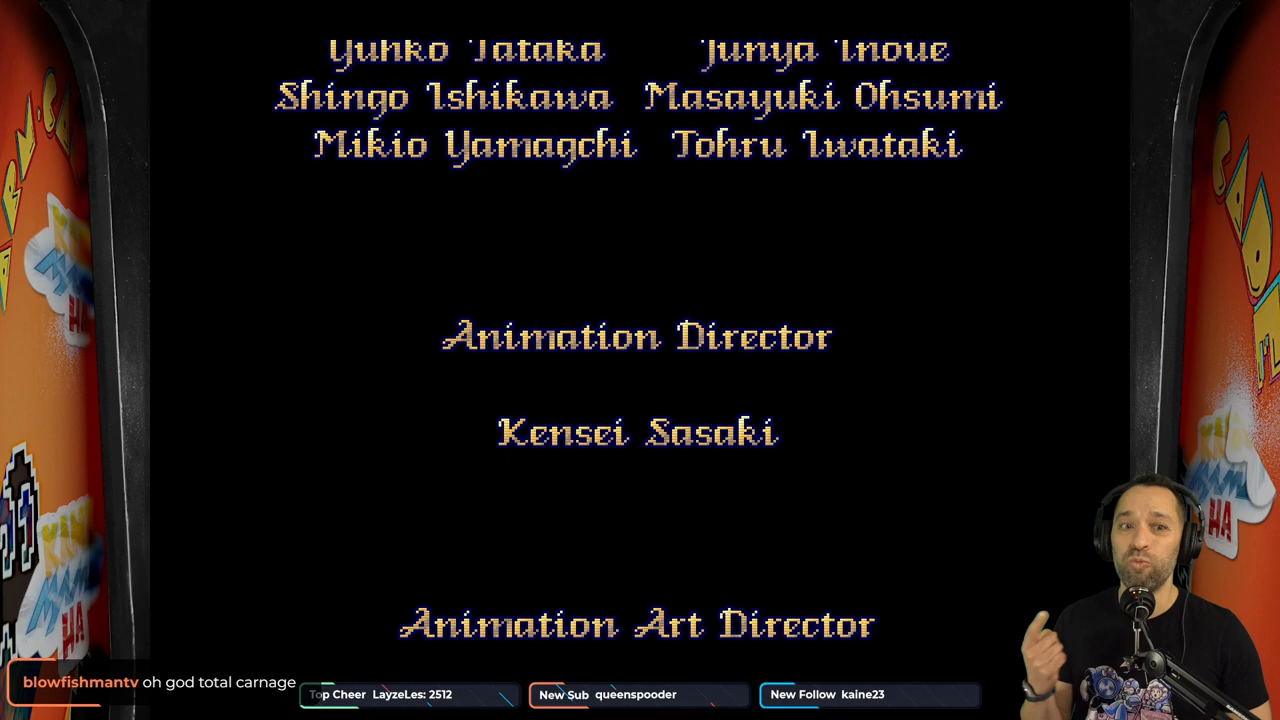 Yuhko Tataka Junya Inoue
Shingo Ishikawa Masayuki Ohsumi
Mikio Yamagchi Tohru Iwataki
Animation Director
Kensei Sasaki
Animation Art Director
blowfishmantv oh god total carnage
Top Cheer LayzeLes: 2512
New Sub queenspooder
New Follow kaine23